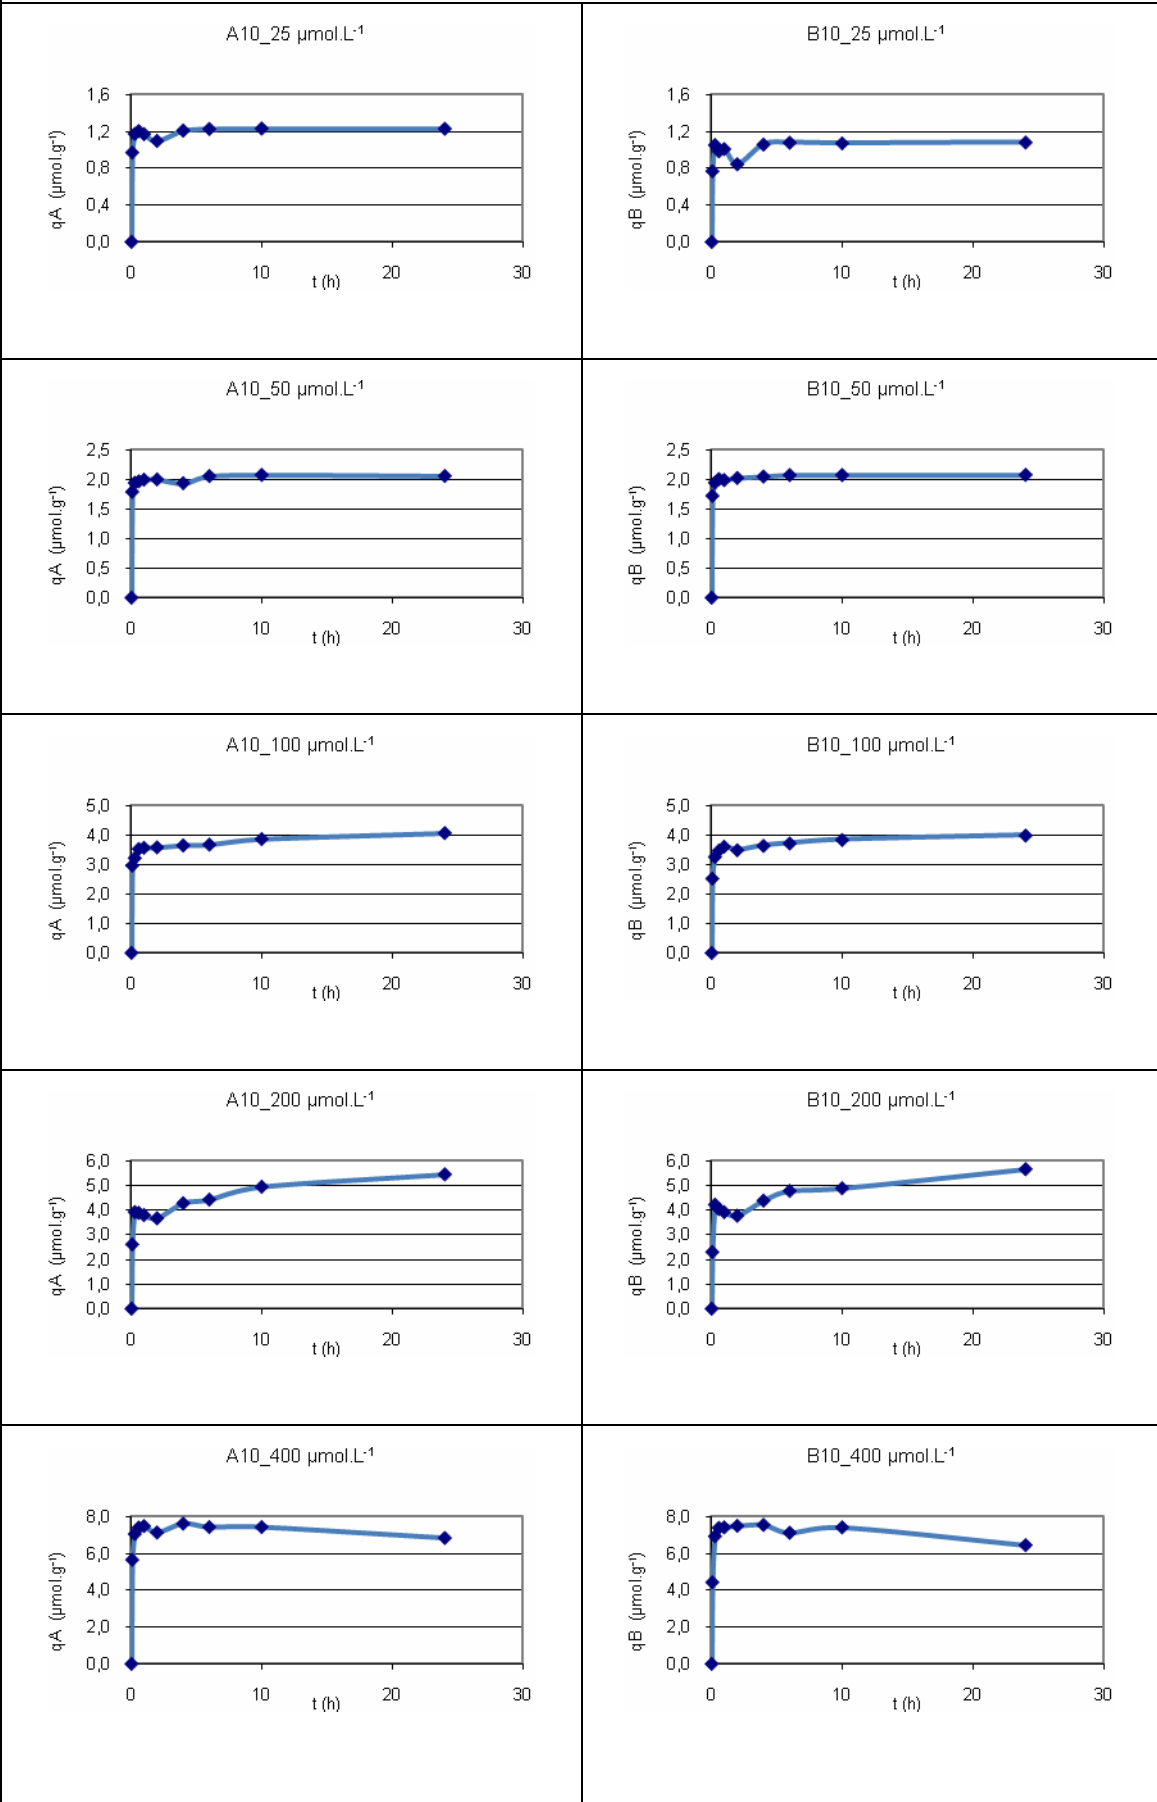 A10_25 µmol.L⁻¹
qA (µmol.g⁻¹)
1,6
1,2
0,8
0,4
0,0
0 10 20 30
t (h)
B10_25 µmol.L⁻¹
qB (µmol.g⁻¹)
1,6
1,2
0,8
0,4
0,0
0 10 20 30
t (h)
A10_50 µmol.L⁻¹
qA (µmol.g⁻¹)
2,5
2,0
1,5
1,0
0,5
0,0
0 10 20 30
t (h)
B10_50 µmol.L⁻¹
qB (µmol.g⁻¹)
2,5
2,0
1,5
1,0
0,5
0,0
0 10 20 30
t (h)
A10_100 µmol.L⁻¹
qA (µmol.g⁻¹)
5,0
4,0
3,0
2,0
1,0
0,0
0 10 20 30
t (h)
B10_100 µmol.L⁻¹
qB (µmol.g⁻¹)
5,0
4,0
3,0
2,0
1,0
0,0
0 10 20 30
t (h)
A10_200 µmol.L⁻¹
qA (µmol.g⁻¹)
6,0
5,0
4,0
3,0
2,0
1,0
0,0
0 10 20 30
t (h)
B10_200 µmol.L⁻¹
qB (µmol.g⁻¹)
6,0
5,0
4,0
3,0
2,0
1,0
0,0
0 10 20 30
t (h)
A10_400 µmol.L⁻¹
qA (µmol.g⁻¹)
8,0
6,0
4,0
2,0
0,0
0 10 20 30
t (h)
B10_400 µmol.L⁻¹
qB (µmol.g⁻¹)
8,0
6,0
4,0
2,0
0,0
0 10 20 30
t (h)